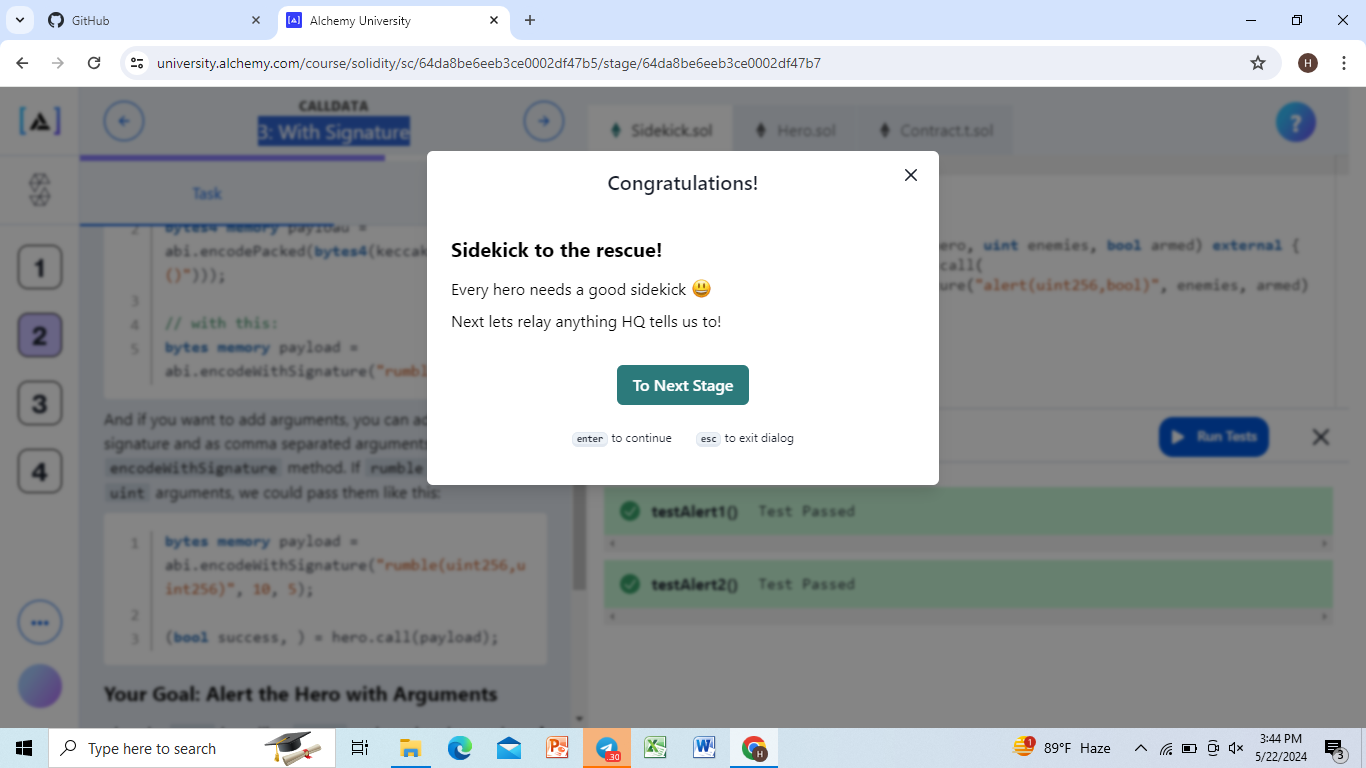 GitHub
Alchemy University
university.alchemy.com/course/solidity/sc/64da8be6eeb3ce0002df47b5/stage/64da8be6eeb3ce0002df47b7
H
CALLDATA
3: With Signature
Sidekick.sol
Hero.sol
Contract.t.sol
?
Task
1
2
3
4
2
bytes4 memory payload =
abi.encodePacked(bytes4(keccak
()")));
3
4 // with this:
5 bytes memory payload =
abi.encodeWithSignature("rumbl
And if you want to add arguments, you can ad
signature and as comma separated arguments
encodeWithSignature method. If rumble
uint arguments, we could pass them like this:
1 bytes memory payload =
abi.encodeWithSignature("rumble(uint256,u
int256)", 10, 5);
2
3 (bool success, ) = hero.call(payload);
Your Goal: Alert the Hero with Arguments
ero, uint enemies, bool armed) external {
call(
ure("alert(uint256,bool)", enemies, armed)
Congratulations!
Sidekick to the rescue!
Every hero needs a good sidekick 😃
Next lets relay anything HQ tells us to!
To Next Stage
enter to continue
esc to exit dialog
Run Tests
testAlert1() Test Passed
testAlert2() Test Passed
Type here to search
.30
H
1
89°F Haze
3:44 PM
5/22/2024
3